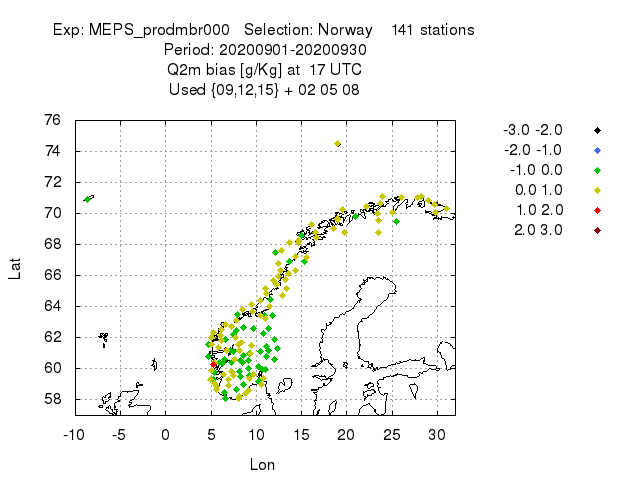 Exp: MEPS_prodmbr000 Selection: Norway 141 stations
Period: 20200901-20200930
Q2m bias [g/Kg] at 17 UTC
Used {09,12,15} + 02 05 08
76
74
72
70
68
66
64
62
60
58
Lat
-10 -5 0 5 10 15 20 25 30
Lon
-3.0 -2.0
-2.0 -1.0
-1.0 0.0
0.0 1.0
1.0 2.0
2.0 3.0